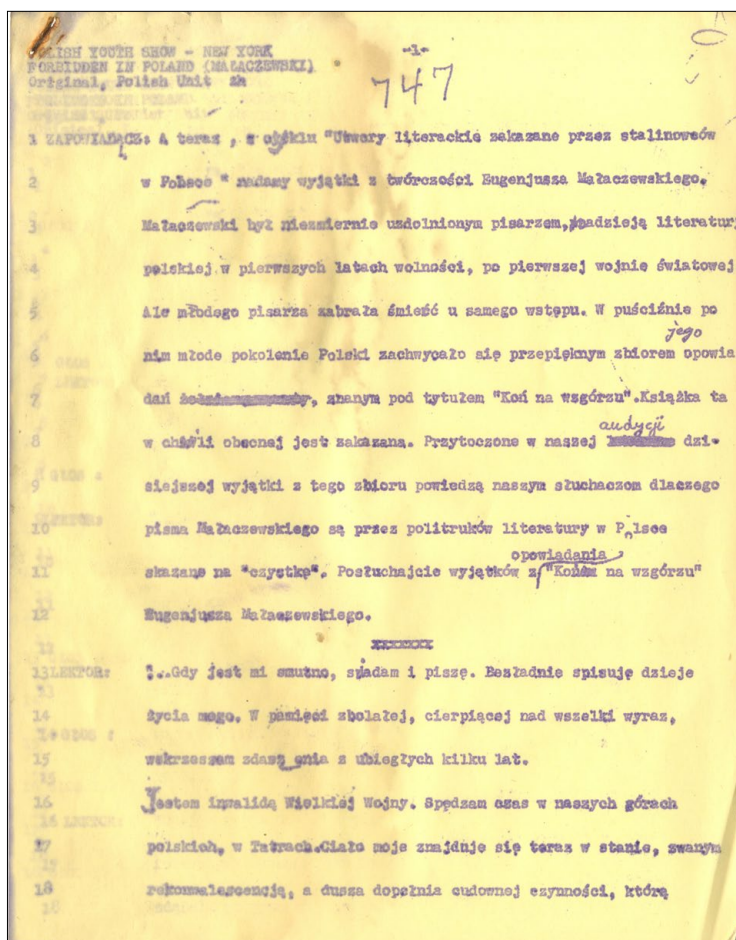 POLISH YOUTH SHOW - NEW YORK -1-
FORBIDDEN IN POLAND (MAŁACZEWSKI)
Original, Polish Unit zh
747
1 ZAPOWIADACZ: A teraz , z cyklu "Utwory literackie zakazane przez stalinowców
2 w Polsce " nadamy wyjątki z twórczości Eugenjusza Małaczewskiego.
3 Małaczewski był niezmiernie uzdolnionym pisarzem, nadzieją literatury
4 polskiej w pierwszych latach wolności, po pierwszej wojnie światowej
5 Ale młodego pisarza zabrała śmierć u samego wstępu. W puściźnie po
jego
6 nim młode pokolenie Polski zachwycało się przepięknym zbiorem opowia
7 dań , znanym pod tytułem "Koń na wzgórzu".Książka ta
audycji
8 w chwili obecnej jest zakazana. Przytoczone w naszej dzi-
9 siejszej wyjątki z tego zbioru powiedzą naszym słuchaczom dlaczego
10 pisma Małaczewskiego są przez politruków literatury w Polsce
opowiadania
11 skazane na "czystkę". Posłuchajcie wyjątków z "Koń na wzgórzu"
12 Eugenjusza Małaczewskiego.
xxxxxxx
13 LEKTOR: "..Gdy jest mi smutno, siadam i piszę. Bezładnie spisuję dzieje
14 życia mego. W pamięci zbolałej, cierpiącej nad wszelki wyraz,
15 wskrzeszam zdarzenia z ubiegłych kilku lat.
16 Jestem inwalidą Wielkiej Wojny. Spędzam czas w naszych górach
17 polskich, w Tatrach.Ciało moje znajduje się teraz w stanie, zwanym
18 rekonwalescencją, a dusza dopełnia cudownej czynności, którą